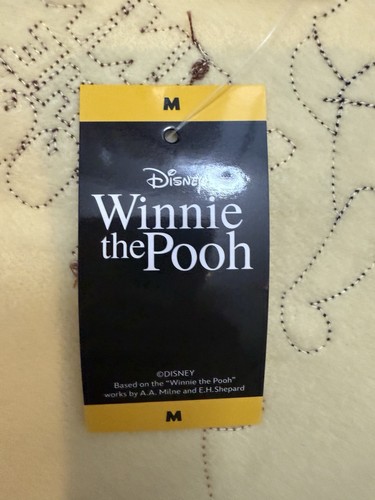 M
Disney
Winnie
the Pooh
©DISNEY
Based on the "Winnie the Pooh"
works by A.A. Milne and E.H.Shepard
M